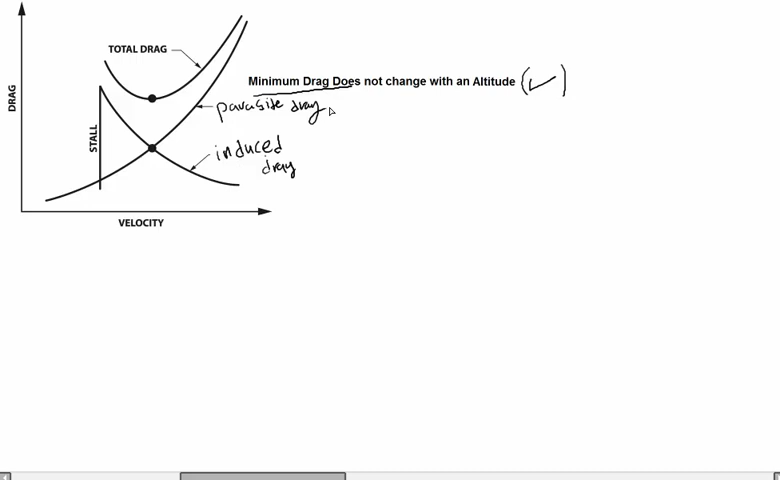 TOTAL DRAG
Minimum Drag Does not change with an Altitude
parasite drag
DRAG
STALL
induced
drag
VELOCITY